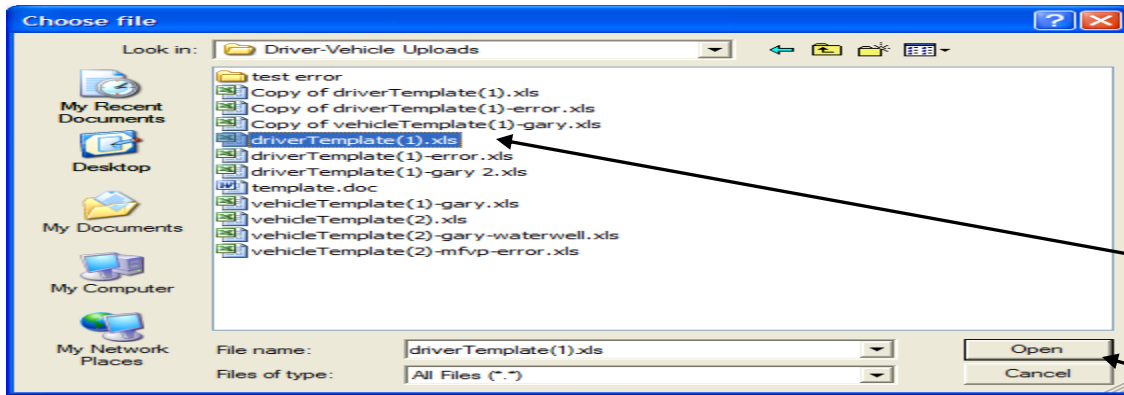 Choose file
Look in: Driver-Vehicle Uploads
My Recent Documents
Desktop
My Documents
My Computer
My Network Places
test error
Copy of driverTemplate(1).xls
Copy of driverTemplate(1)-error.xls
Copy of vehicleTemplate(1)-gary.xls
driverTemplate(1).xls
driverTemplate(1)-error.xls
driverTemplate(1)-gary 2.xls
template.doc
vehicleTemplate(1)-gary.xls
vehicleTemplate(2).xls
vehicleTemplate(2)-gary-waterwell.xls
vehicleTemplate(2)-mfvp-error.xls
File name: driverTemplate(1).xls Open
Files of type: All Files (*.*) Cancel